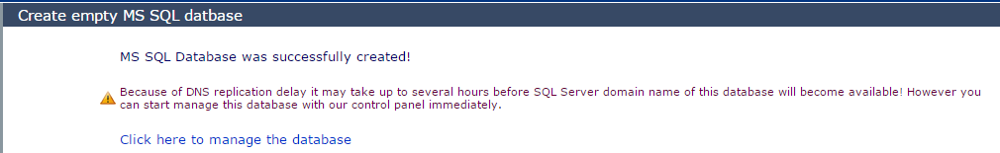 Create empty MS SQL datbase
MS SQL Database was successfully created!
Because of DNS replication delay it may take up to several hours before SQL Server domain name of this database will become available! However you
can start manage this database with our control panel immediately.
Click here to manage the database